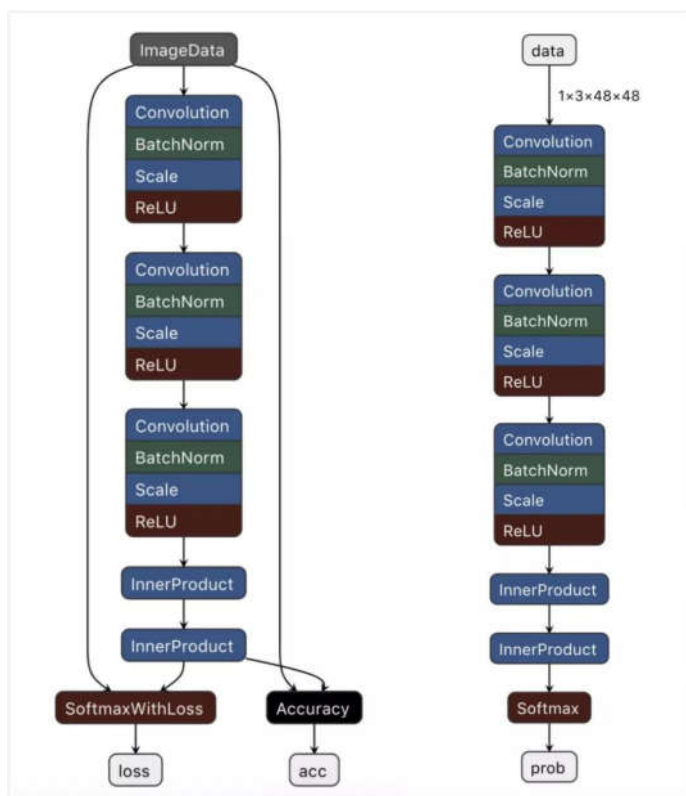 ImageData
Convolution
BatchNorm
Scale
ReLU
Convolution
BatchNorm
Scale
ReLU
Convolution
BatchNorm
Scale
ReLU
InnerProduct
InnerProduct
SoftmaxWithLoss
Accuracy
loss
acc
data
1×3×48×48
Convolution
BatchNorm
Scale
ReLU
Convolution
BatchNorm
Scale
ReLU
Convolution
BatchNorm
Scale
ReLU
InnerProduct
InnerProduct
Softmax
prob